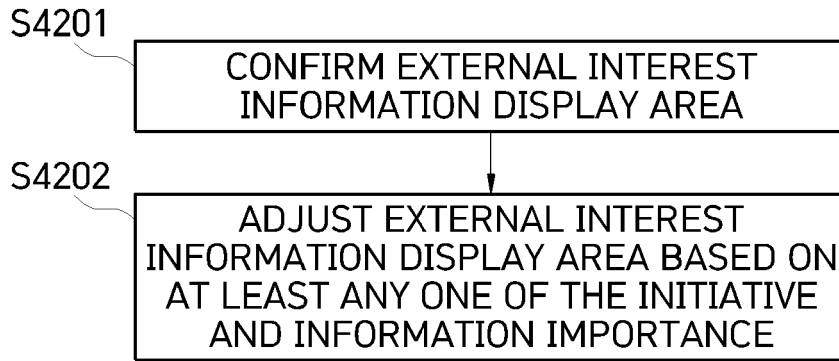 S4201
CONFIRM EXTERNAL INTEREST
INFORMATION DISPLAY AREA
S4202
ADJUST EXTERNAL INTEREST
INFORMATION DISPLAY AREA BASED ON
AT LEAST ANY ONE OF THE INITIATIVE
AND INFORMATION IMPORTANCE